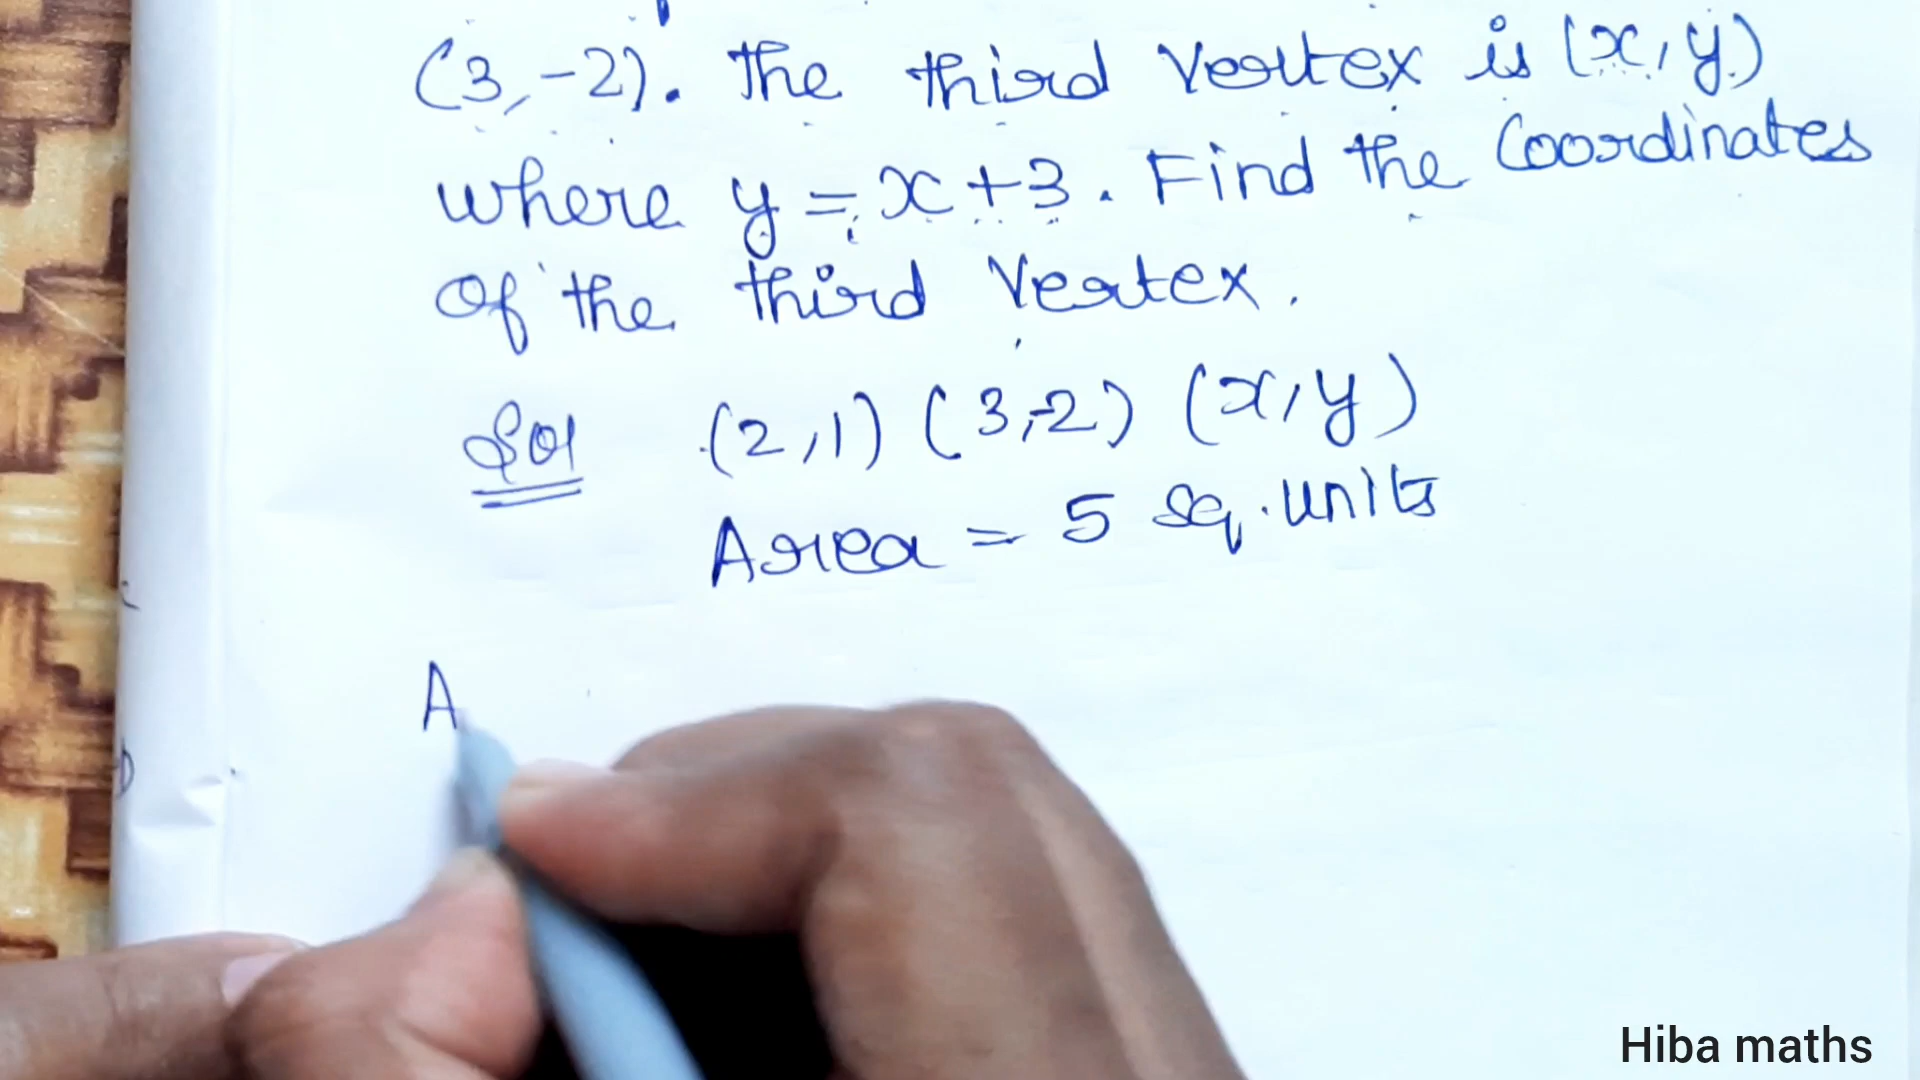 (3,-2). The third vertex is (x,y)
where y = x+3. Find the Coordinates
of the third Vertex.
Sol (2,1) (3,-2) (x,y)
Area = 5 sq.units
A
D
Hiba maths